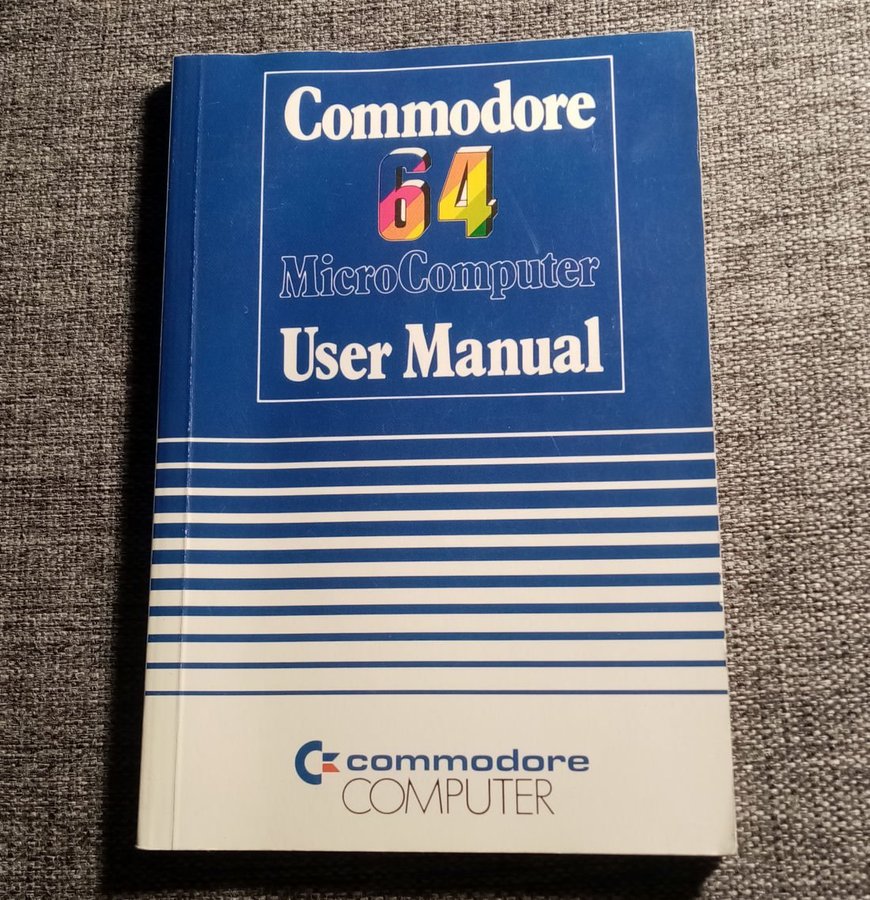 Commodore
64
MicroComputer
User Manual
commodore
COMPUTER